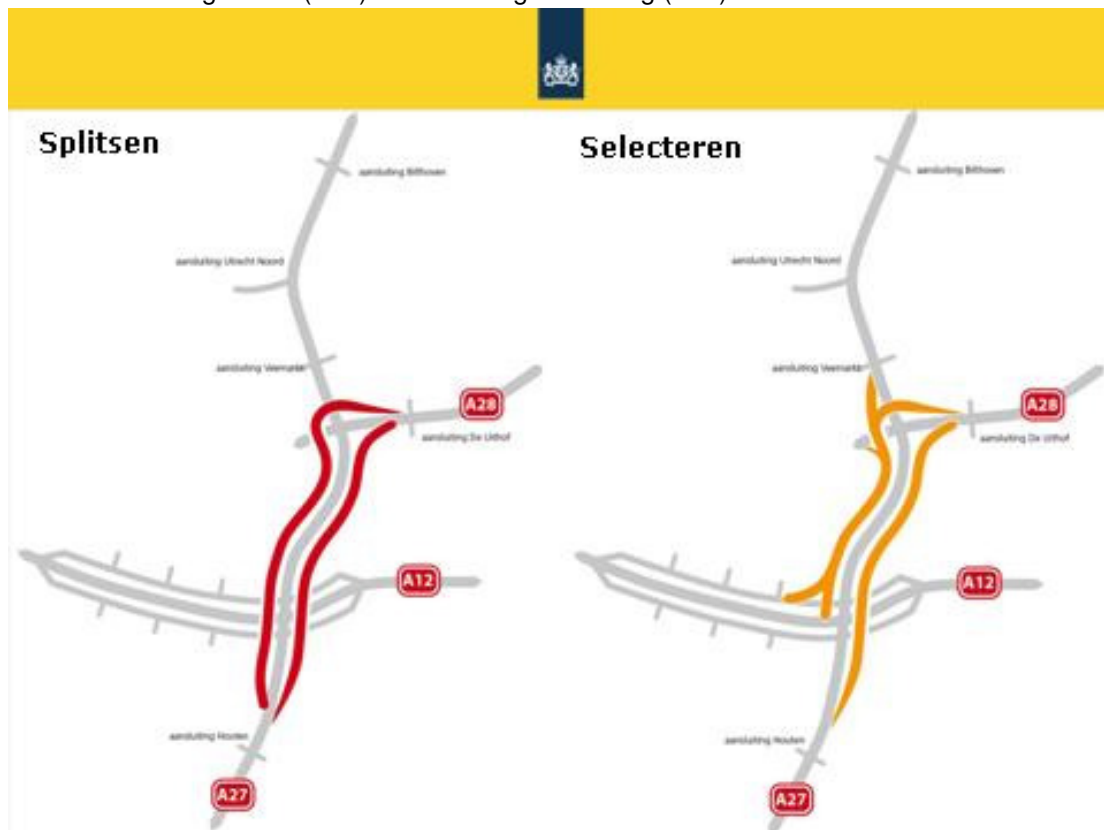 Splitsen
aansluiting Bilthoven
aansluiting Utrecht Noord
aansluiting Veemarkt
A28
aansluiting De Uithof
A12
aansluiting Houten
A27
Selecteren
aansluiting Bilthoven
aansluiting Utrecht Noord
aansluiting Veemarkt
A28
aansluiting De Uithof
A12
aansluiting Houten
A27